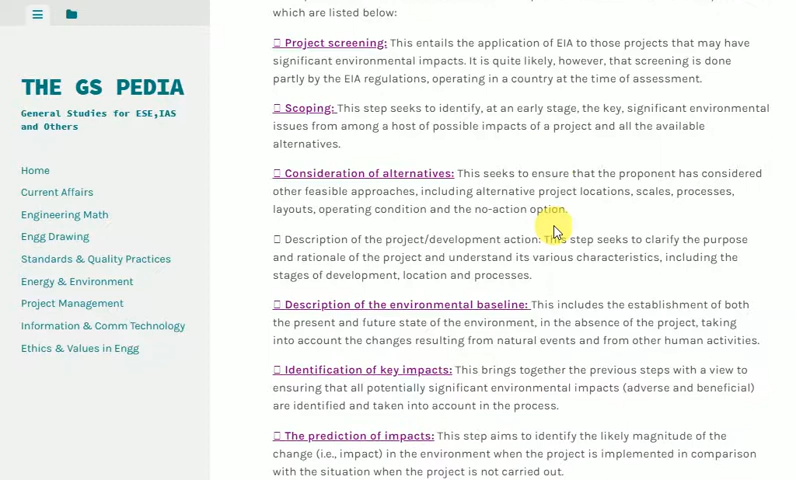 THE GS PEDIA
General Studies for ESE,IAS
and Others
Home
Current Affairs
Engineering Math
Engg Drawing
Standards & Quality Practices
Energy & Environment
Project Management
Information & Comm Technology
Ethics & Values in Engg
which are listed below:
Project screening: This entails the application of EIA to those projects that may have
significant environmental impacts. It is quite likely, however, that screening is done
partly by the EIA regulations, operating in a country at the time of assessment.
Scoping: This step seeks to identify, at an early stage, the key, significant environmental
issues from among a host of possible impacts of a project and all the available
alternatives.
Consideration of alternatives: This seeks to ensure that the proponent has considered
other feasible approaches, including alternative project locations, scales, processes,
layouts, operating condition and the no-action option.
Description of the project/development action: This step seeks to clarify the purpose
and rationale of the project and understand its various characteristics, including the
stages of development, location and processes.
Description of the environmental baseline: This includes the establishment of both
the present and future state of the environment, in the absence of the project, taking
into account the changes resulting from natural events and from other human activities.
Identification of key impacts: This brings together the previous steps with a view to
ensuring that all potentially significant environmental impacts (adverse and beneficial)
are identified and taken into account in the process.
The prediction of impacts: This step aims to identify the likely magnitude of the
change (i.e., impact) in the environment when the project is implemented in comparison
with the situation when the project is not carried out.